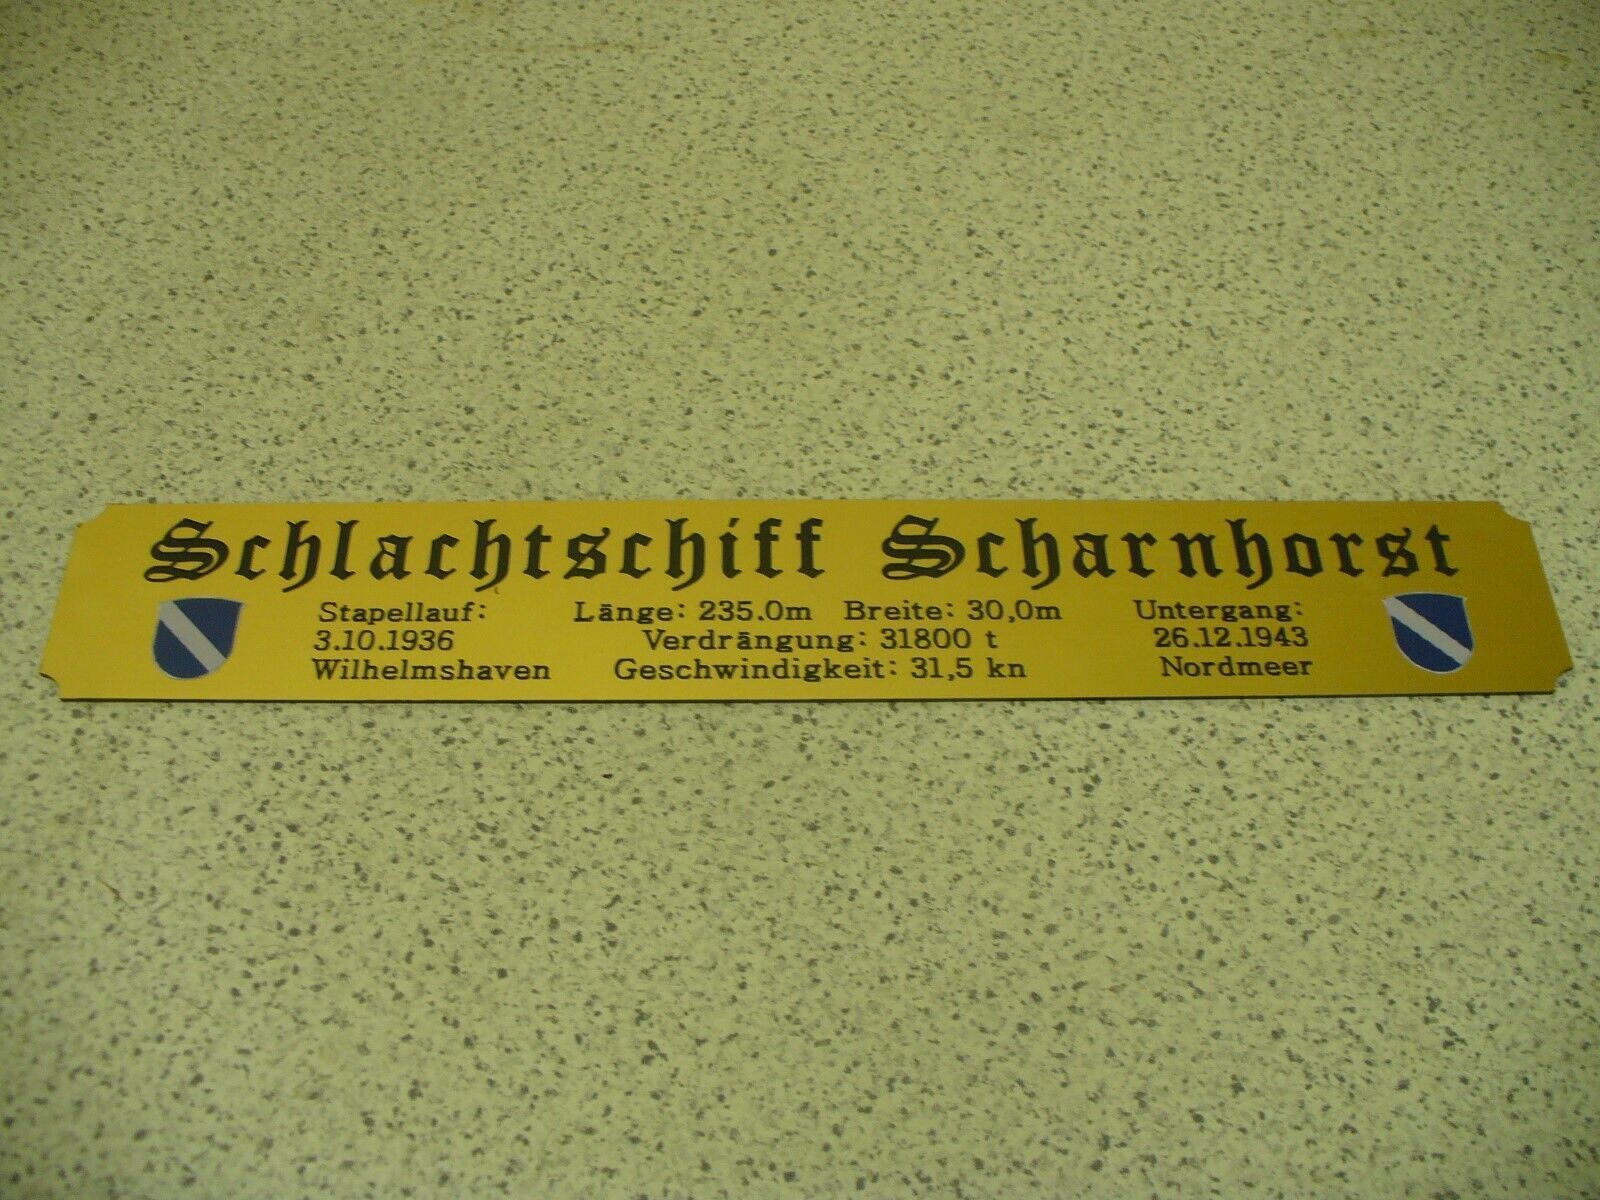 Schlachtschiff Scharnhorst
Stapellauf: Länge: 235.0m Breite: 30,0m Untergang:
3.10.1936 Verdrängung: 31800 t 26.12.1943
Wilhelmshaven Geschwindigkeit: 31,5 kn Nordmeer